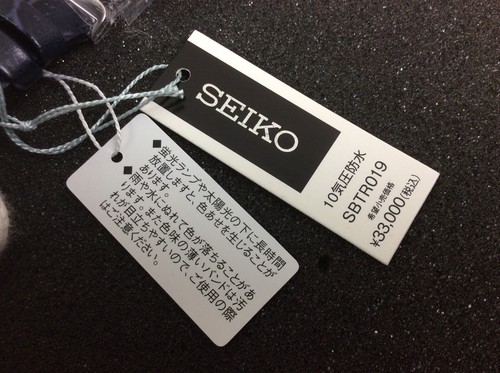 SEIKO
10気圧防水
SBTR019
希望小売価格
¥33,000(税込)
◆蛍光ランプや太陽光の下に長時間
放置しますと、色あせを生じることが
あります。
◆雨や水にぬれて色が落ちることがあ
ります。また色味の薄いバンドは汚
れが目立ちやすいので、ご使用の際
はご注意ください。